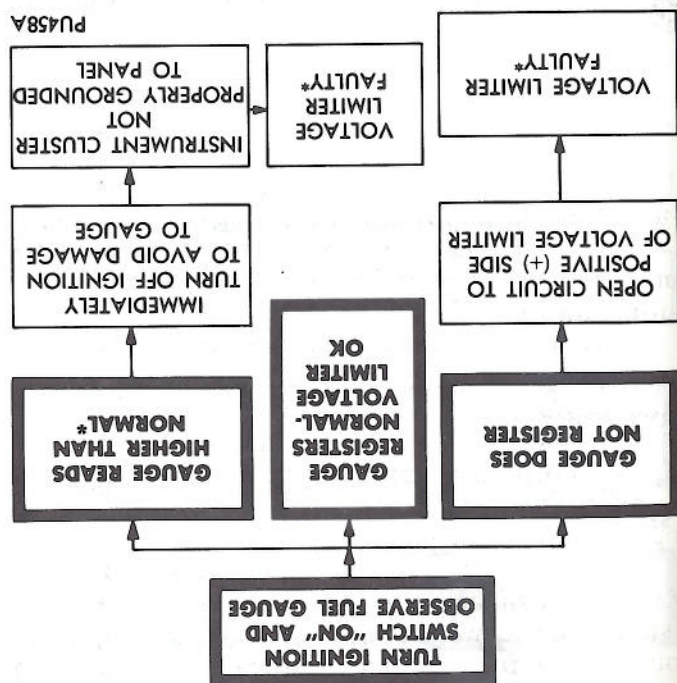 TURN IGNITION
SWITCH "ON" AND
OBSERVE FUEL GAUGE
GAUGE DOES
NOT REGISTER
GAUGE
REGISTERS
NORMAL-
VOLTAGE
LIMITER
OK
GAUGE READS
HIGHER THAN
NORMAL*
OPEN CIRCUIT TO
POSITIVE (+) SIDE
OF VOLTAGE LIMITER
IMMEDIATELY
TURN OFF IGNITION
TO AVOID DAMAGE
TO GAUGE
VOLTAGE LIMITER
FAULTY*
VOLTAGE
LIMITER
FAULTY*
INSTRUMENT CLUSTER
NOT
PROPERLY GROUNDED
TO PANEL
PU458A